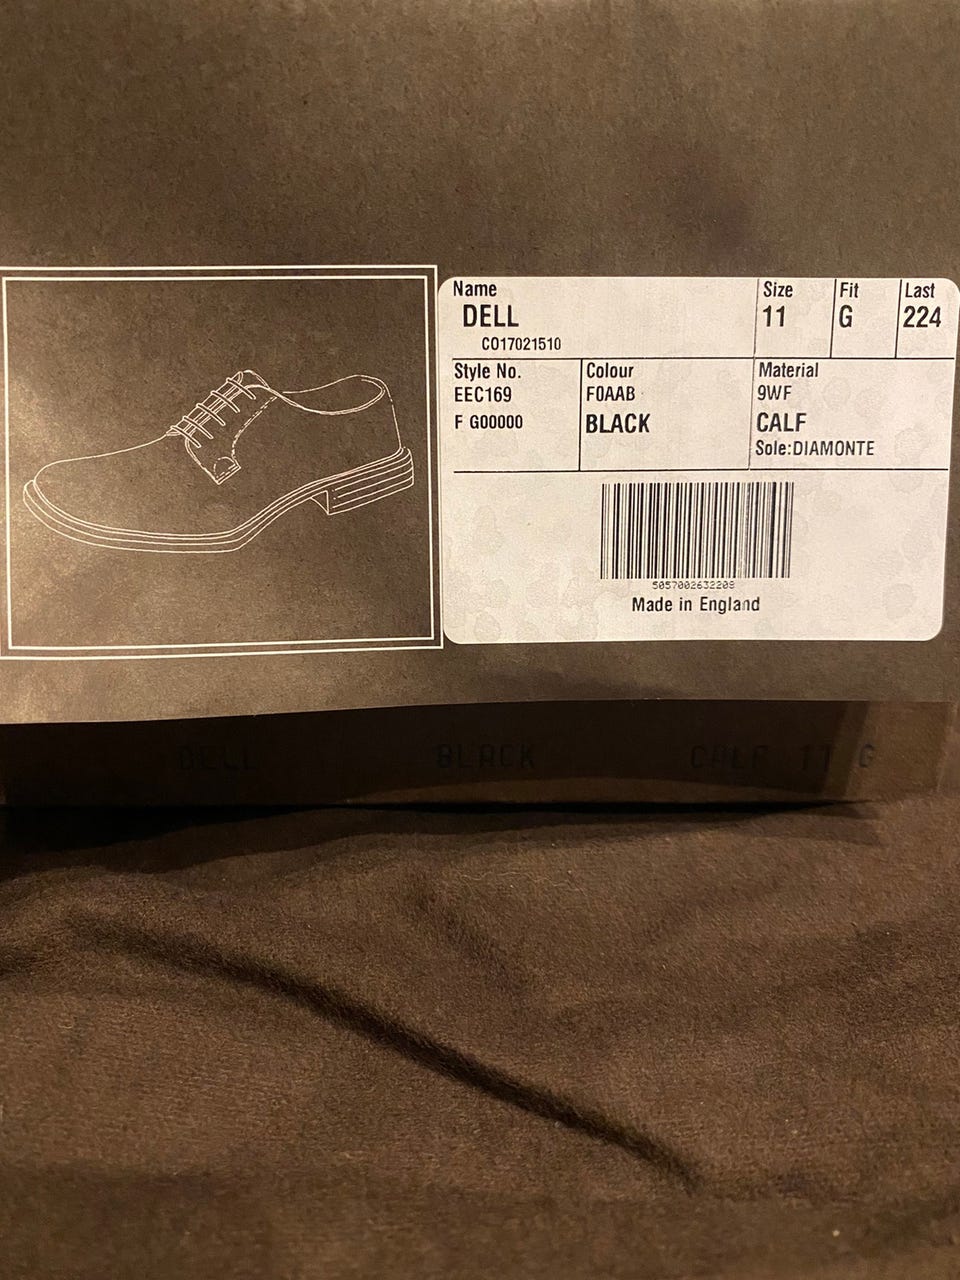 Name
DELL
CO17021510
Size
11
Fit
G
Last
224
Style No.
EEC169
F G00000
Colour
F0AAB
BLACK
Material
9WF
CALF
Sole:DIAMONTE
5057002632208
Made in England
DELL BLACK CALF 11 G